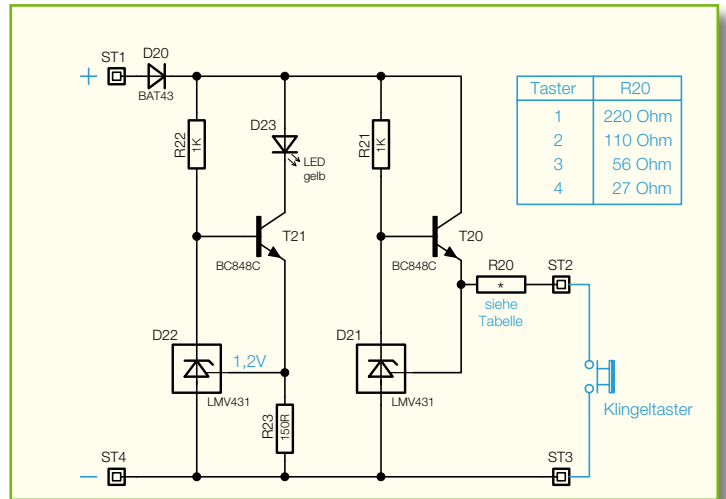 ST1
D20
+
BAT43
R22
1K
D23
LED
gelb
R21
1K
T21
BC848C
T20
BC848C
Taster R20
1 220 Ohm
2 110 Ohm
3 56 Ohm
4 27 Ohm
R20
*
siehe
Tabelle
ST2
D22
1,2V
LMV431
D21
LMV431
R23
150R
Klingeltaster
ST4
–
ST3